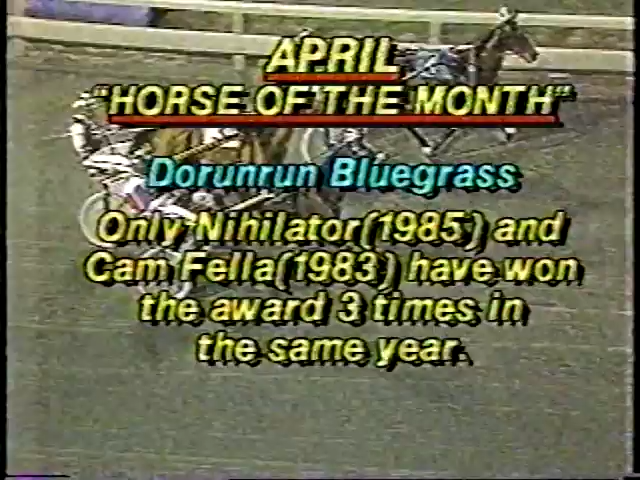 APRIL
"HORSE OF THE MONTH"
Dorunrun Bluegrass
Only Nihilator(1985) and
Cam Fella(1983) have won
the award 3 times in
the same year.